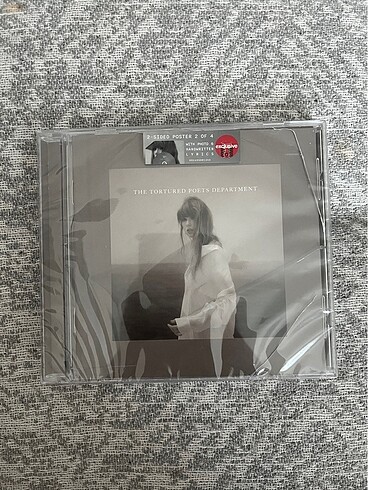 2-SIDED POSTER 2 OF 4
WITH PHOTO &
HANDWRITTEN
LYRICS
exclusive
THE TORTURED POETS DEPARTMENT